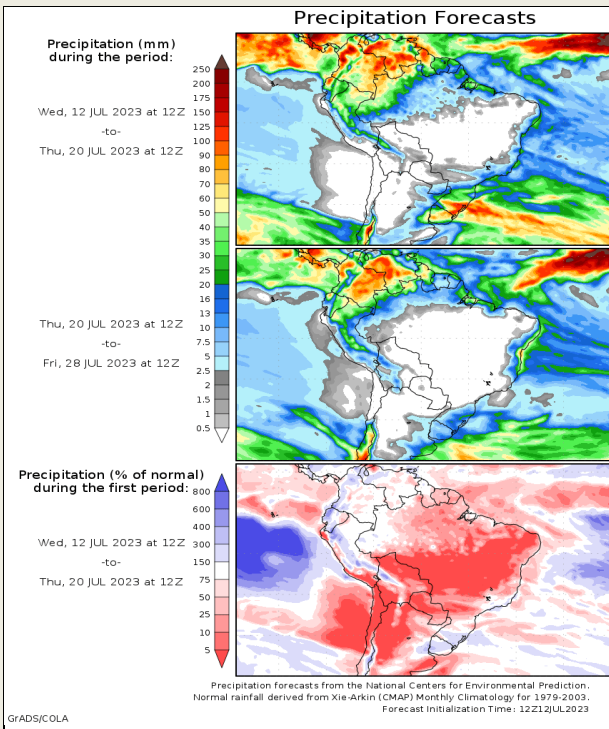 Precipitation Forecasts
Precipitation (mm)
during the period:
Wed, 12 JUL 2023 at 12Z
-to-
Thu, 20 JUL 2023 at 12Z
250
200
175
150
125
100
90
80
70
60
50
40
35
30
25
20
16
13
10
7.5
5
2.5
2
1.5
1
0.5
Thu, 20 JUL 2023 at 12Z
-to-
Fri, 28 JUL 2023 at 12Z
Precipitation (% of normal)
during the first period:
Wed, 12 JUL 2023 at 12Z
-to-
Thu, 20 JUL 2023 at 12Z
800
600
400
300
150
75
50
25
10
5
Precipitation forecasts from the National Centers for Environmental Prediction.
Normal rainfall derived from Xie-Arkin (CMAP) Monthly Climatology for 1979-2003.
Forecast Initialization Time: 12Z12JUL2023
GrADS/COLA